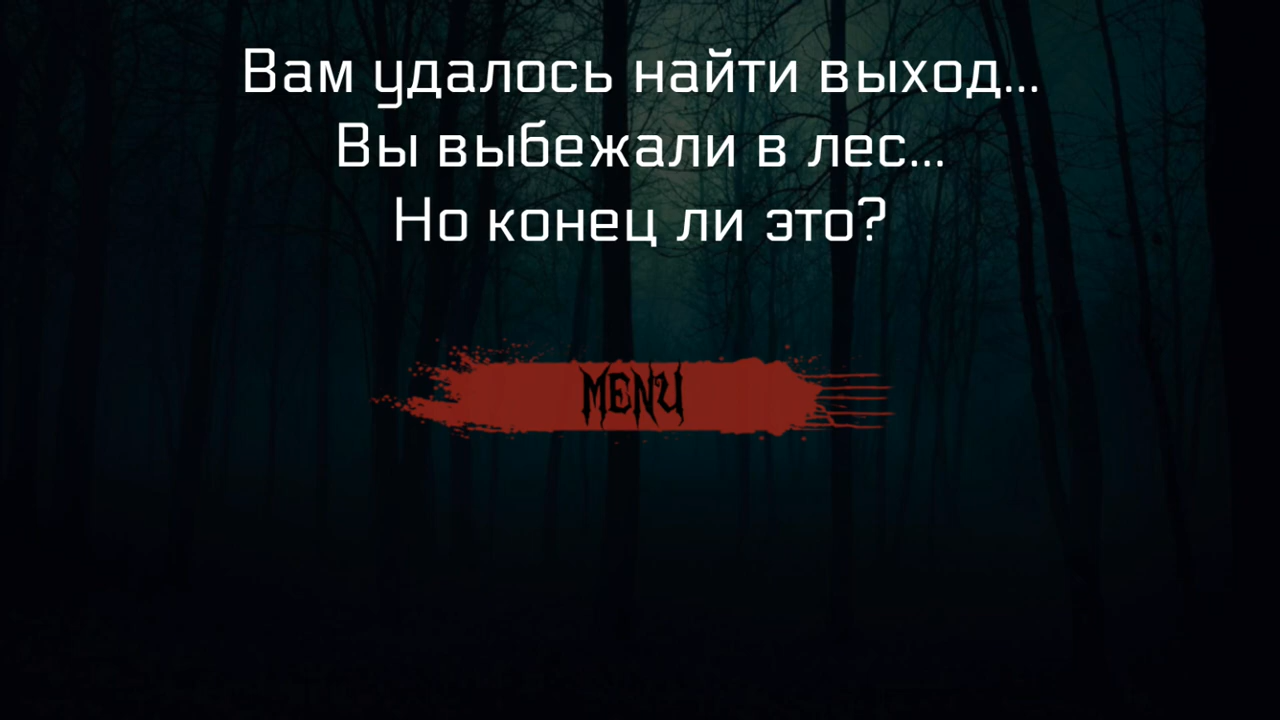 Вам удалось найти выход...
Вы выбежали в лес...
Но конец ли это?
MENU